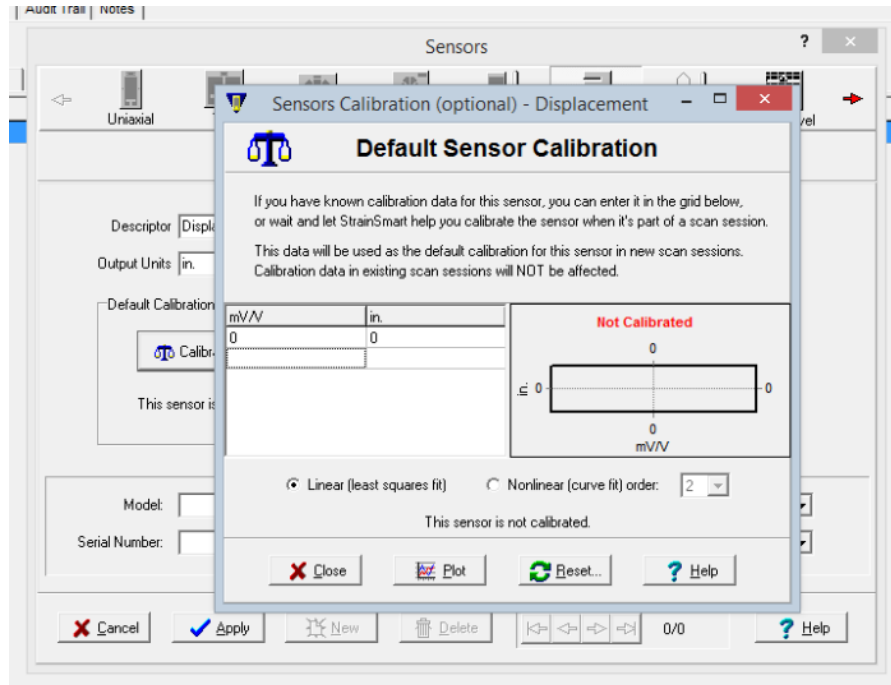 Audit Trail Notes
Sensors ?
Uniaxial
Sensors Calibration (optional) - Displacement
Default Sensor Calibration
If you have known calibration data for this sensor, you can enter it in the grid below,
or wait and let StrainSmart help you calibrate the sensor when it's part of a scan session.
This data will be used as the default calibration for this sensor in new scan sessions.
Calibration data in existing scan sessions will NOT be affected.
Descriptor Displa
Output Units in.
Default Calibration
Calibr
This sensor is
mV/V in.
0 0
Not Calibrated
0
in. 0 0
0
mV/V
Linear (least squares fit) Nonlinear (curve fit) order: 2
This sensor is not calibrated.
Model:
Serial Number:
Close Plot Reset... Help
Cancel Apply New Delete 0/0 Help